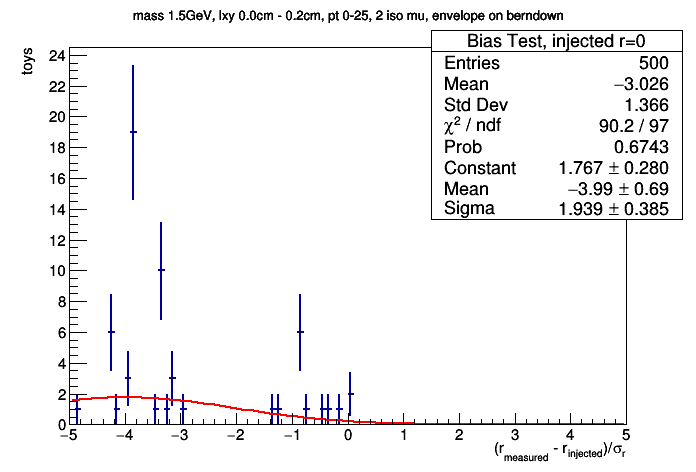 mass 1.5GeV, lxy 0.0cm - 0.2cm, pt 0-25, 2 iso mu, envelope on berndown
toys
Bias Test, injected r=0
Entries 500
Mean −3.026
Std Dev 1.366
χ² / ndf 90.2 / 97
Prob 0.6743
Constant 1.767 ± 0.280
Mean −3.99 ± 0.69
Sigma 1.939 ± 0.385
24
22
20
18
16
14
12
10
8
6
4
2
0
−5 −4 −3 −2 −1 0 1 2 3 4 5
(r_measured - r_injected)/σ_r